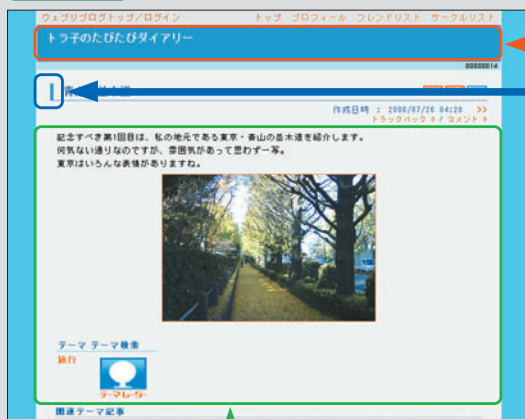 ウェブリブログトップ/ログイン
トップ プロフィール フレンドリスト サークルリスト
トラ子のたびたびダイアリー
00000014
作成日時 : 2006/07/26 04:20 >>
トラックバック 0 / コメント 0
記念すべき第1回目は、私の地元である東京・青山の並木道を紹介します。
何気ない通りなのですが、雰囲気があって思わず一写。
東京はいろんな表情がありますね。
テーマ テーマ検索
旅行
テーマレーダー
関連テーマ記事